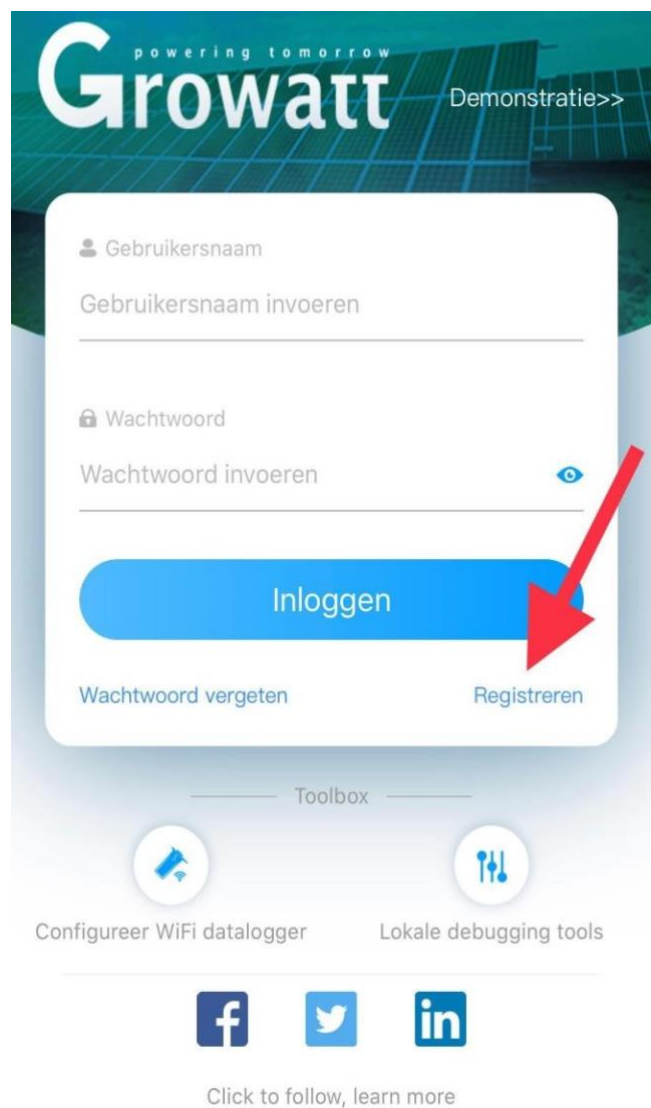 powering tomorrow
Growatt
Demonstratie>>
Gebruikersnaam
Gebruikersnaam invoeren
Wachtwoord
Wachtwoord invoeren
Inloggen
Wachtwoord vergeten
Registreren
Toolbox
Configureer WiFi datalogger
Lokale debugging tools
f
in
Click to follow, learn more